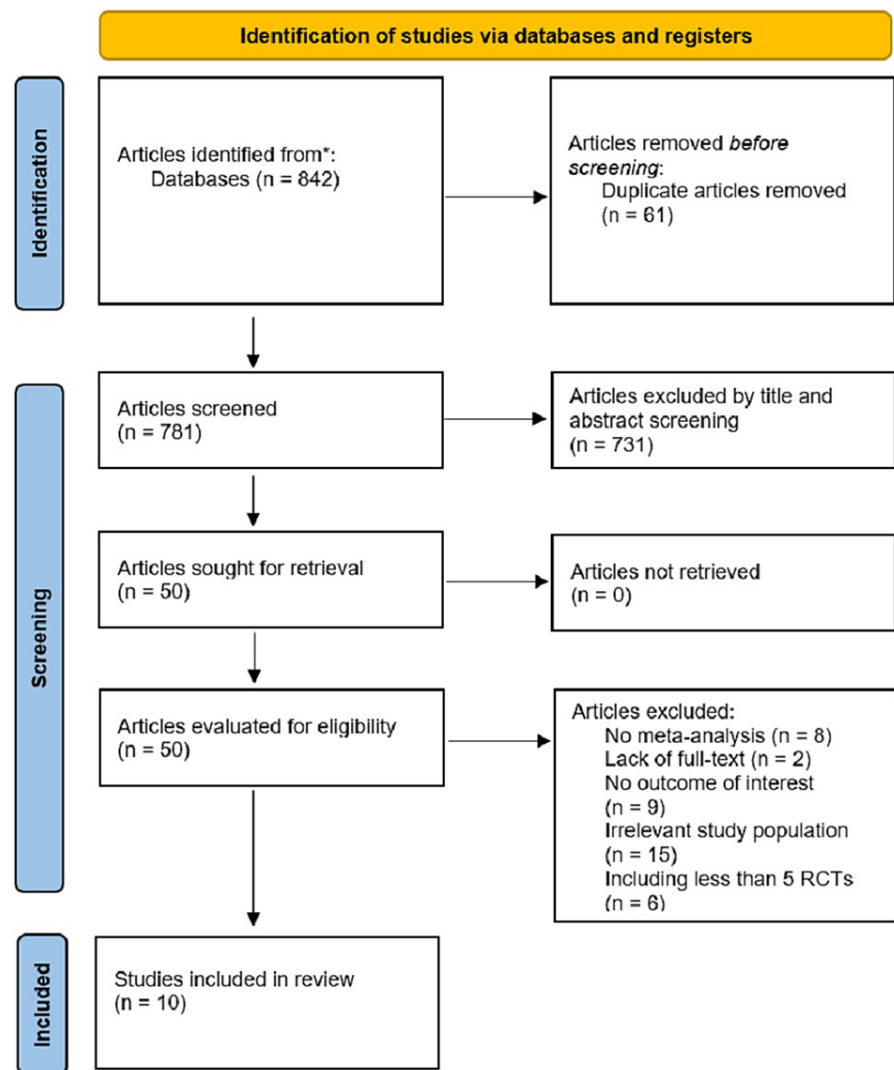 Identification of studies via databases and registers
Identification
Articles identified from*:
Databases (n = 842)
Articles removed before
screening:
Duplicate articles removed
(n = 61)
Screening
Articles screened
(n = 781)
Articles excluded by title and
abstract screening
(n = 731)
Articles sought for retrieval
(n = 50)
Articles not retrieved
(n = 0)
Articles evaluated for eligibility
(n = 50)
Articles excluded:
No meta-analysis (n = 8)
Lack of full-text (n = 2)
No outcome of interest
(n = 9)
Irrelevant study population
(n = 15)
Including less than 5 RCTs
(n = 6)
Included
Studies included in review
(n = 10)